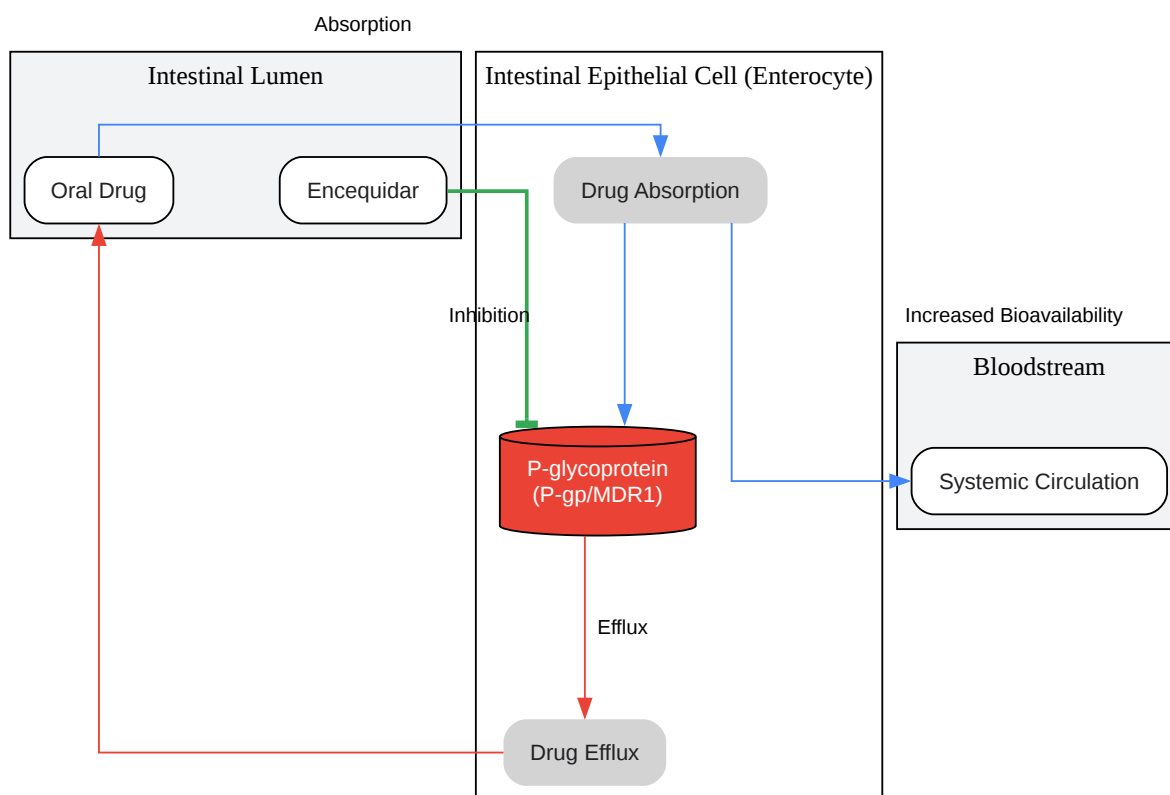 Absorption
Intestinal Lumen
Intestinal Epithelial Cell (Enterocyte)
Oral Drug
Encequidar
Drug Absorption
Inhibition
Increased Bioavailability
Bloodstream
P-glycoprotein
(P-gp/MDR1)
Systemic Circulation
Efflux
Drug Efflux